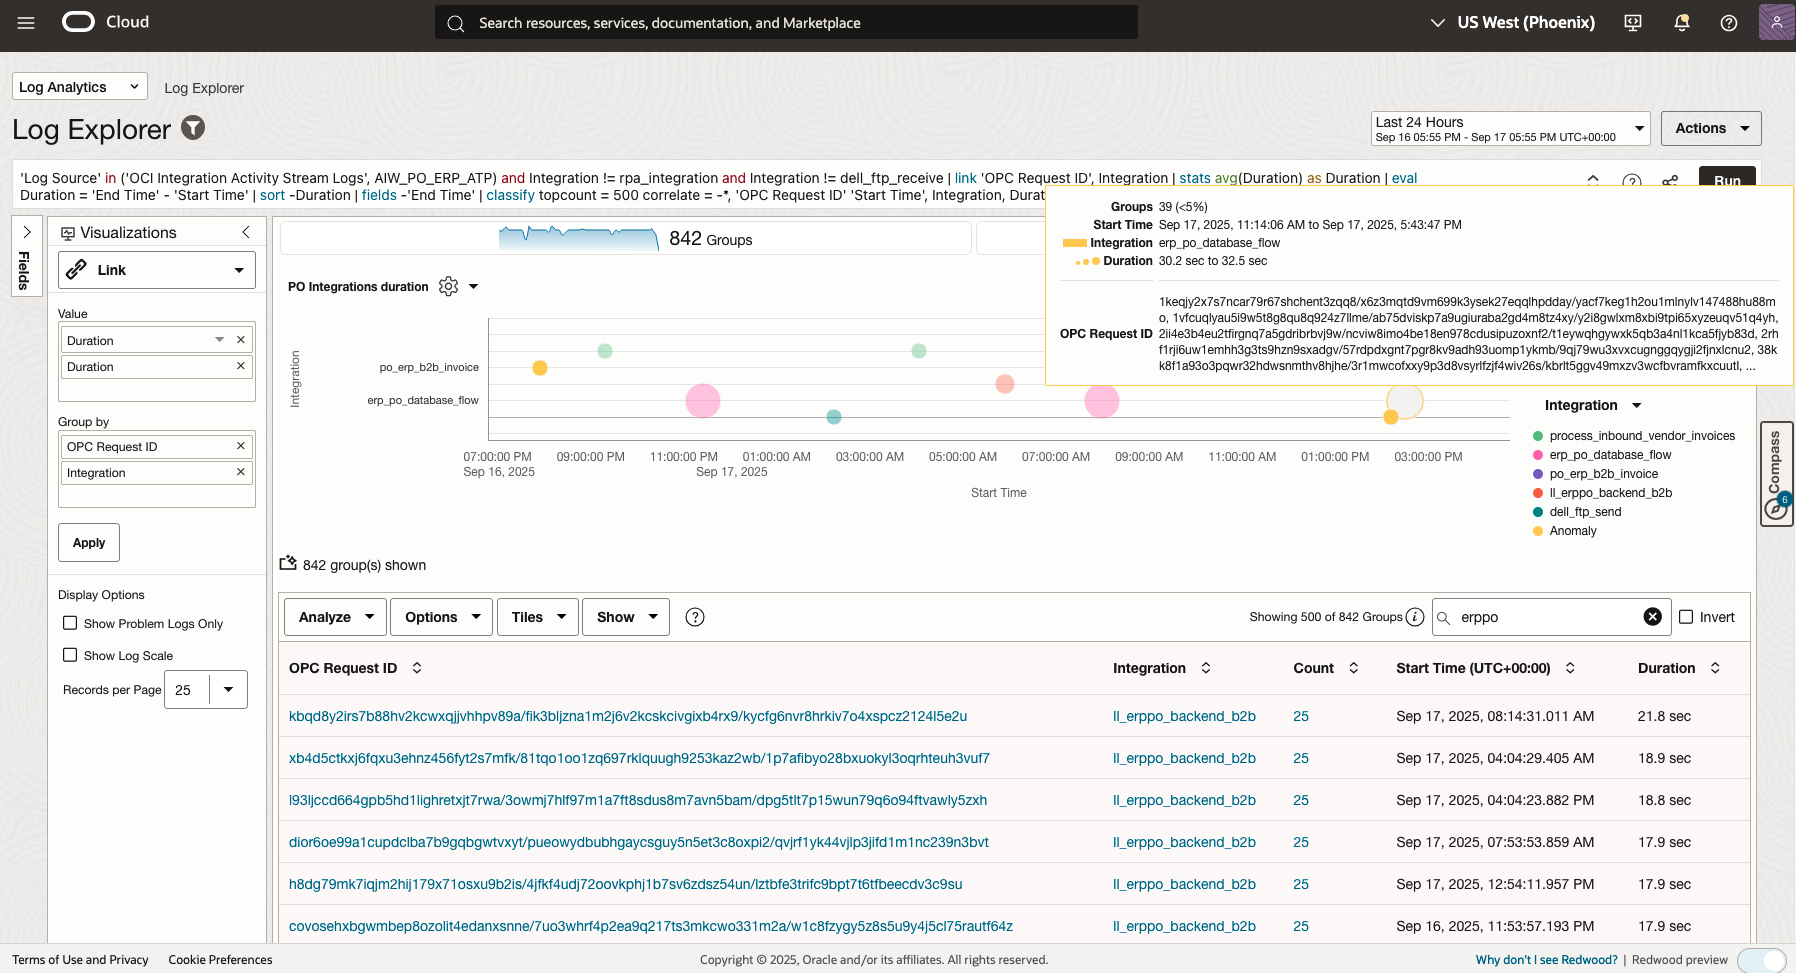 Cloud
Search resources, services, documentation, and Marketplace
US West (Phoenix)
Log Analytics
Log Explorer
Log Explorer
Last 24 Hours
Sep 16 05:55 PM - Sep 17 05:55 PM UTC+00:00
Actions
'Log Source' in ('OCI Integration Activity Stream Logs', AIW_PO_ERP_ATP) and Integration != rpa_integration and Integration != dell_ftp_receive | link 'OPC Request ID', Integration | stats avg(Duration) as Duration | eval
Duration = 'End Time' - 'Start Time' | sort -Duration | fields -'End Time' | classify topcount = 500 correlate = -*, 'OPC Request ID' 'Start Time', Integration, Durat
Run
Groups 39 (<5%)
Start Time Sep 17, 2025, 11:14:06 AM to Sep 17, 2025, 5:43:47 PM
Integration erp_po_database_flow
Duration 30.2 sec to 32.5 sec
OPC Request ID
1keqjy2x7s7ncar79r67shchent3zqq8/x6z3mqtd9vm699k3ysek27eqqlhpdday/yacf7keg1h2ou1mlnylv147488hu88m
o, 1vfcuqlyau5i9w5t8g8qu8q924z7llme/ab75dviskp7a9ugiuraba2gd4m8tz4xy/y2i8gwlxm8xbi9tpi65xyzeuqv51q4yh,
2ii4e3b4eu2tfirgnq7a5gdribrbvj9w/ncviw8imo4be18en978cdusipuzoxnf2/t1eywqhgywxk5qb3a4nl1kca5fjyb83d, 2rh
f1rji6uw1emhh3g3ts9hzn9sxadgv/57rdpdxgnt7pgr8kv9adh93uomp1ykmb/9qj79wu3xvxcugnggqygji2fjnxlcnu2, 38kk
k8f1a93o3pqwr32hdwsnmthv8hjhe/3r1mwcofxxy9p3d8vsyrlfzjf4wiv26s/kbrlt5ggv49mxzv3wcfbvramfkxcuutl, ...
Fields
Visualizations
Link
Value
Duration
Duration
Group by
OPC Request ID
Integration
Apply
Display Options
Show Problem Logs Only
Show Log Scale
Records per Page 25
842 Groups
PO Integrations duration
Integration
po_erp_b2b_invoice
erp_po_database_flow
07:00:00 PM 09:00:00 PM 11:00:00 PM 01:00:00 AM 03:00:00 AM 05:00:00 AM 07:00:00 AM 09:00:00 AM 11:00:00 AM 01:00:00 PM 03:00:00 PM
Sep 16, 2025 Sep 17, 2025
Start Time
Integration
process_inbound_vendor_invoices
erp_po_database_flow
po_erp_b2b_invoice
ll_erppo_backend_b2b
dell_ftp_send
Anomaly
Compass
6
842 group(s) shown
Analyze Options Tiles Show
Showing 500 of 842 Groups
erppo
Invert
OPC Request ID Integration Count Start Time (UTC+00:00) Duration
kbqd8y2irs7b88hv2kcwxqjjvhhpv89a/fik3bljzna1m2j6v2kcskcivgixb4rx9/kycfg6nvr8hrkiv7o4xspcz2124l5e2u ll_erppo_backend_b2b 25 Sep 17, 2025, 08:14:31.011 AM 21.8 sec
xb4d5ctkxj6fqxu3ehnz456fyt2s7mfk/81tqo1oo1zq697rklquugh9253kaz2wb/1p7afibyo28bxuokyl3oqrhteuh3vuf7 ll_erppo_backend_b2b 25 Sep 17, 2025, 04:04:29.405 AM 18.9 sec
l93ljccd664gpb5hd1lighretxjt7rwa/3owmj7hlf97m1a7ft8sdus8m7avn5bam/dpg5tlt7p15wun79q6o94ftvawly5zxh ll_erppo_backend_b2b 25 Sep 17, 2025, 04:04:23.882 PM 18.8 sec
dior6oe99a1cupdclba7b9gqbgwtvxyt/pueowydbubhgaycsguy5n5et3c8oxpi2/qvjrf1yk44vjlp3jifd1m1nc239n3bvt ll_erppo_backend_b2b 25 Sep 17, 2025, 07:53:53.859 AM 17.9 sec
h8dg79mk7iqjm2hij179x71osxu9b2is/4jfkf4udj72oovkphj1b7sv6zdsz54un/lztbfe3trifc9bpt7t6tfbeecdv3c9su ll_erppo_backend_b2b 25 Sep 17, 2025, 12:54:11.957 PM 17.9 sec
covosehxbgwmbep8ozolit4edanxsnne/7uo3whrf4p2ea9q217ts3mkcwo331m2a/w1c8fzygy5z8s5u9y4j5cl75rautf64z ll_erppo_backend_b2b 25 Sep 16, 2025, 11:53:57.193 PM 17.9 sec
Terms of Use and Privacy Cookie Preferences
Copyright © 2025, Oracle and/or its affiliates. All rights reserved.
Why don't I see Redwood? | Redwood preview